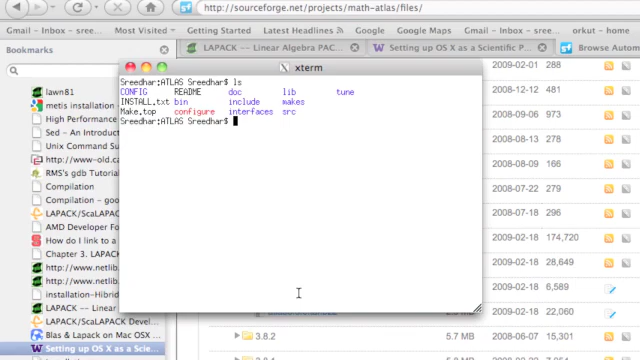 http://sourceforge.net/projects/math-atlas/files/
Gmail - Inbox - sree... Most Visited Getting Started Latest Headlines Google Google Maps Gmail - Inbox - sree... orkut - home
Bookmarks
LAPACK — Linear Algebra PAC... Setting up OS X as a Scientific P... Browse Autom
xterm
Sreedhar:ATLAS Sreedhar$ ls
CONFIG README doc lib tune
INSTALL.txt bin include makes
Make.top configure interfaces src
Sreedhar:ATLAS Sreedhar$
lawn81
metis installation
High Performance
Sed - An Introduct
Unix Command Su
http://www-old.ca
RMS's gdb Tutorial
Compilation
Compilation
LAPACK/ScaLAPACK
AMD Developer For
How do I link to a
Chapter 3. LAPACK
http://www.netlib.
http://www.netlib.
installation-Hibrid
LAPACK -- Linear
LAPACK/ScaLAPACK Devel...
Blas & Lapack on Mac OSX ...
Setting up OS X as a Scie...
2009-02-01 288
2008-12-12 481
2008-09-06 973
2008-08-13 278
2008-08-09 166
2008-07-22 279
2008-07-18 296
2009-02-18 174,720
2009-02-18 28,649
2009-02-18 6,589
2009-02-18 22,060
3.8.2 5.7 MB 2008-06-07 15,301
3.8.4